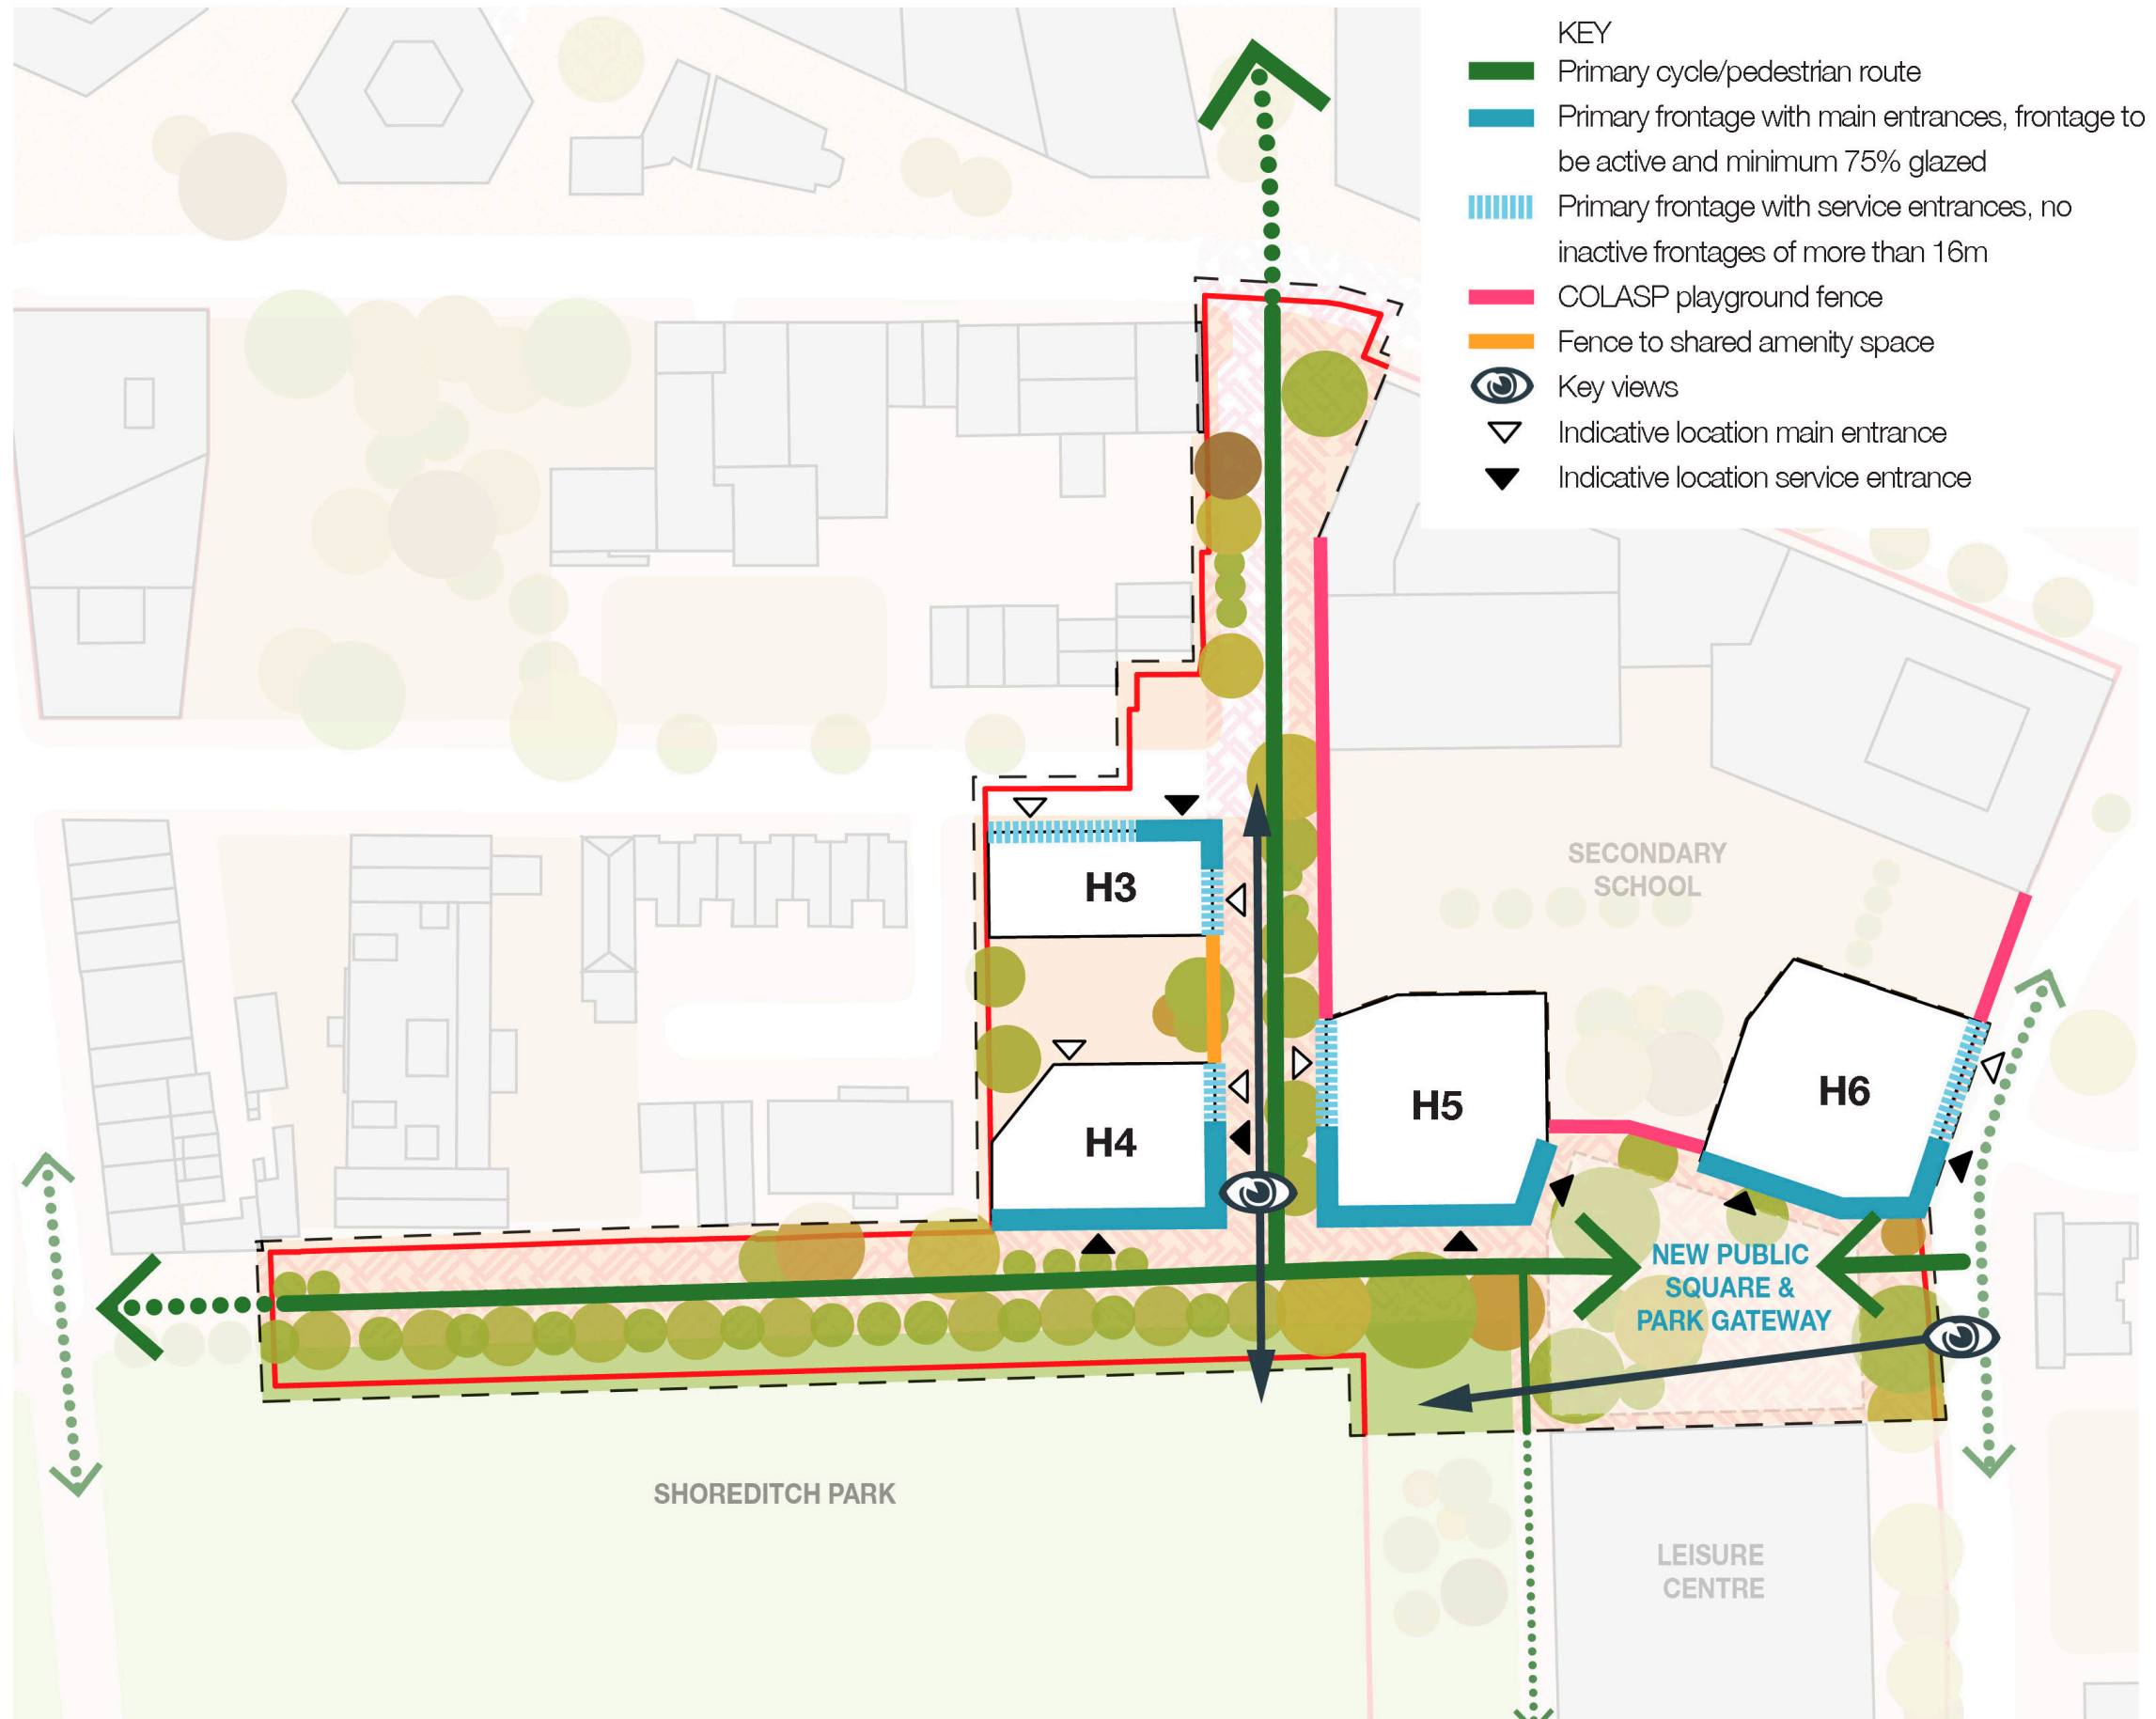 KEY
Primary cycle/pedestrian route
Primary frontage with main entrances, frontage to
be active and minimum 75% glazed
Primary frontage with service entrances, no
inactive frontages of more than 16m
COLASP playground fence
Fence to shared amenity space
Key views
Indicative location main entrance
Indicative location service entrance
SECONDARY
SCHOOL
H3
H4
H5
H6
NEW PUBLIC
SQUARE &
PARK GATEWAY
SHOREDITCH PARK
LEISURE
CENTRE